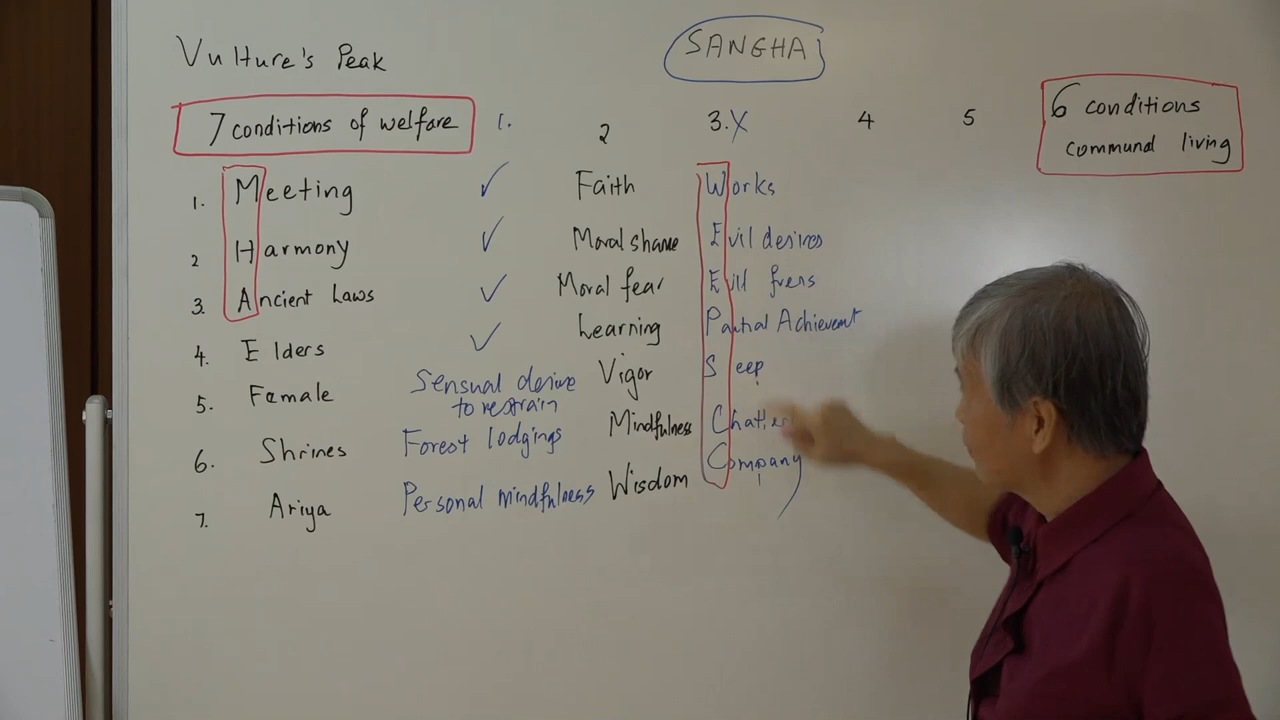 Vulture's Peak
SANGHA
7 conditions of welfare
1.
2
3.X
4
5
6 conditions
communal living
1. Meeting ✓ Faith Works
2 Harmony ✓ Moral shame Evil desires
3. Ancient Laws ✓ Moral fear Evil frens
4. Elders ✓ Learning Partial Achievement
5. Female Sensual desire to restrain Vigor Sleep
6. Shrines Forest lodgings Mindfulness Chatter
7. Ariya Personal mindfulness Wisdom Company